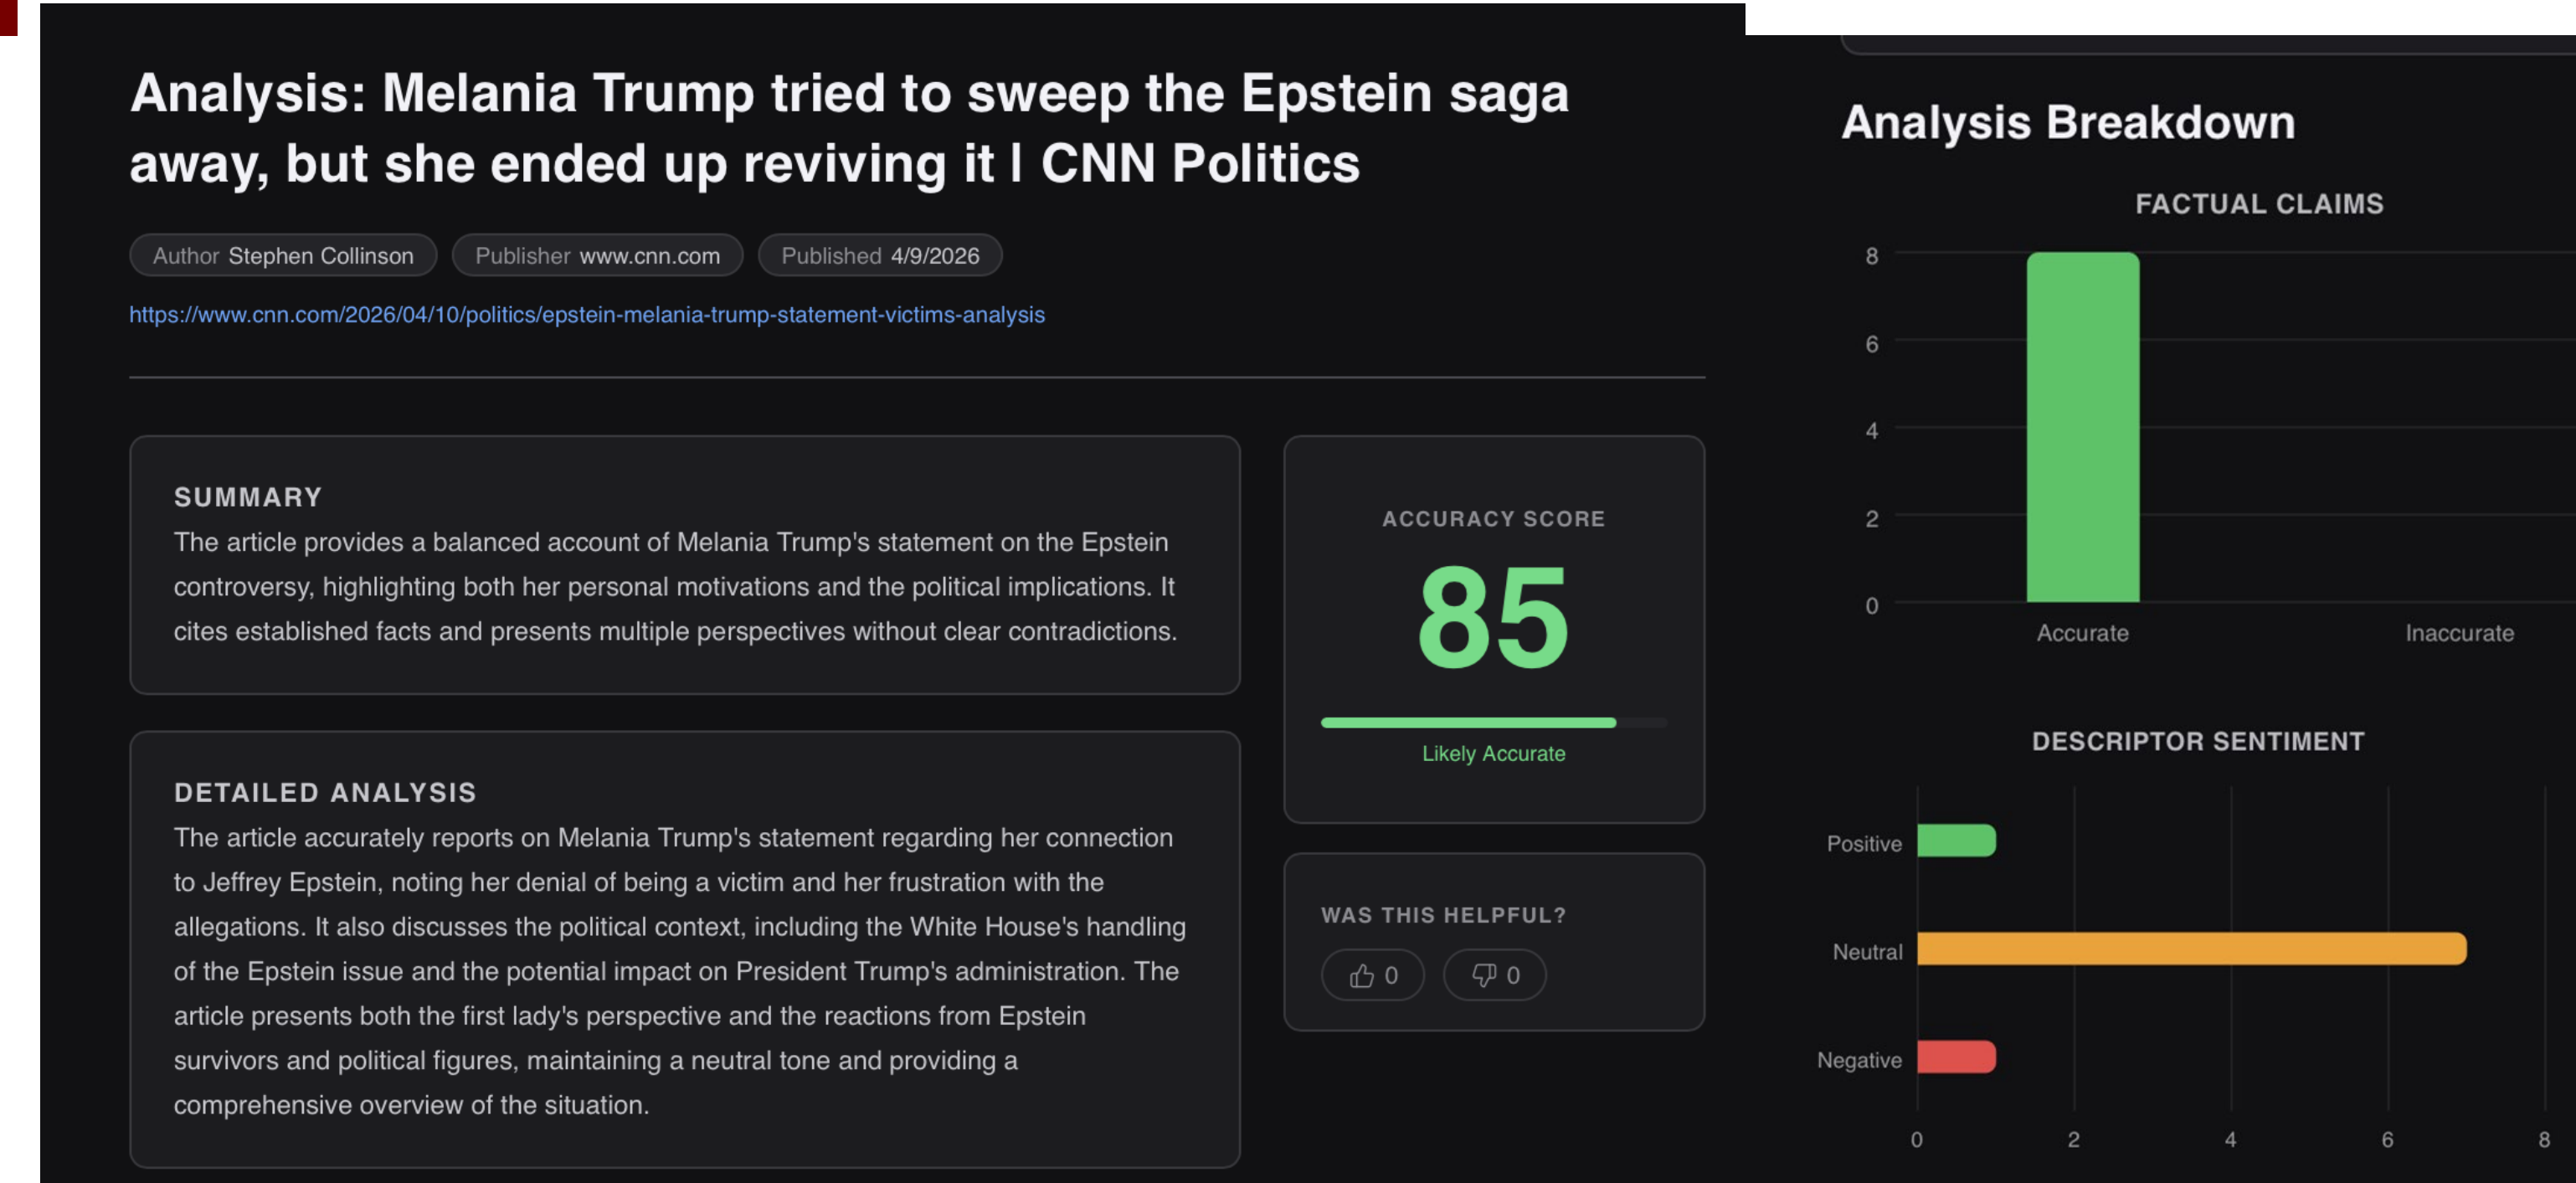 Analysis: Melania Trump tried to sweep the Epstein saga
away, but she ended up reviving it | CNN Politics
Author Stephen Collinson
Publisher www.cnn.com
Published 4/9/2026
https://www.cnn.com/2026/04/10/politics/epstein-melania-trump-statement-victims-analysis
SUMMARY
The article provides a balanced account of Melania Trump's statement on the Epstein
controversy, highlighting both her personal motivations and the political implications. It
cites established facts and presents multiple perspectives without clear contradictions.
DETAILED ANALYSIS
The article accurately reports on Melania Trump's statement regarding her connection
to Jeffrey Epstein, noting her denial of being a victim and her frustration with the
allegations. It also discusses the political context, including the White House's handling
of the Epstein issue and the potential impact on President Trump's administration. The
article presents both the first lady's perspective and the reactions from Epstein
survivors and political figures, maintaining a neutral tone and providing a
comprehensive overview of the situation.
ACCURACY SCORE
85
Likely Accurate
WAS THIS HELPFUL?
0
0
Analysis Breakdown
FACTUAL CLAIMS
8
6
4
2
0
Accurate
Inaccurate
DESCRIPTOR SENTIMENT
Positive
Neutral
Negative
0
2
4
6
8